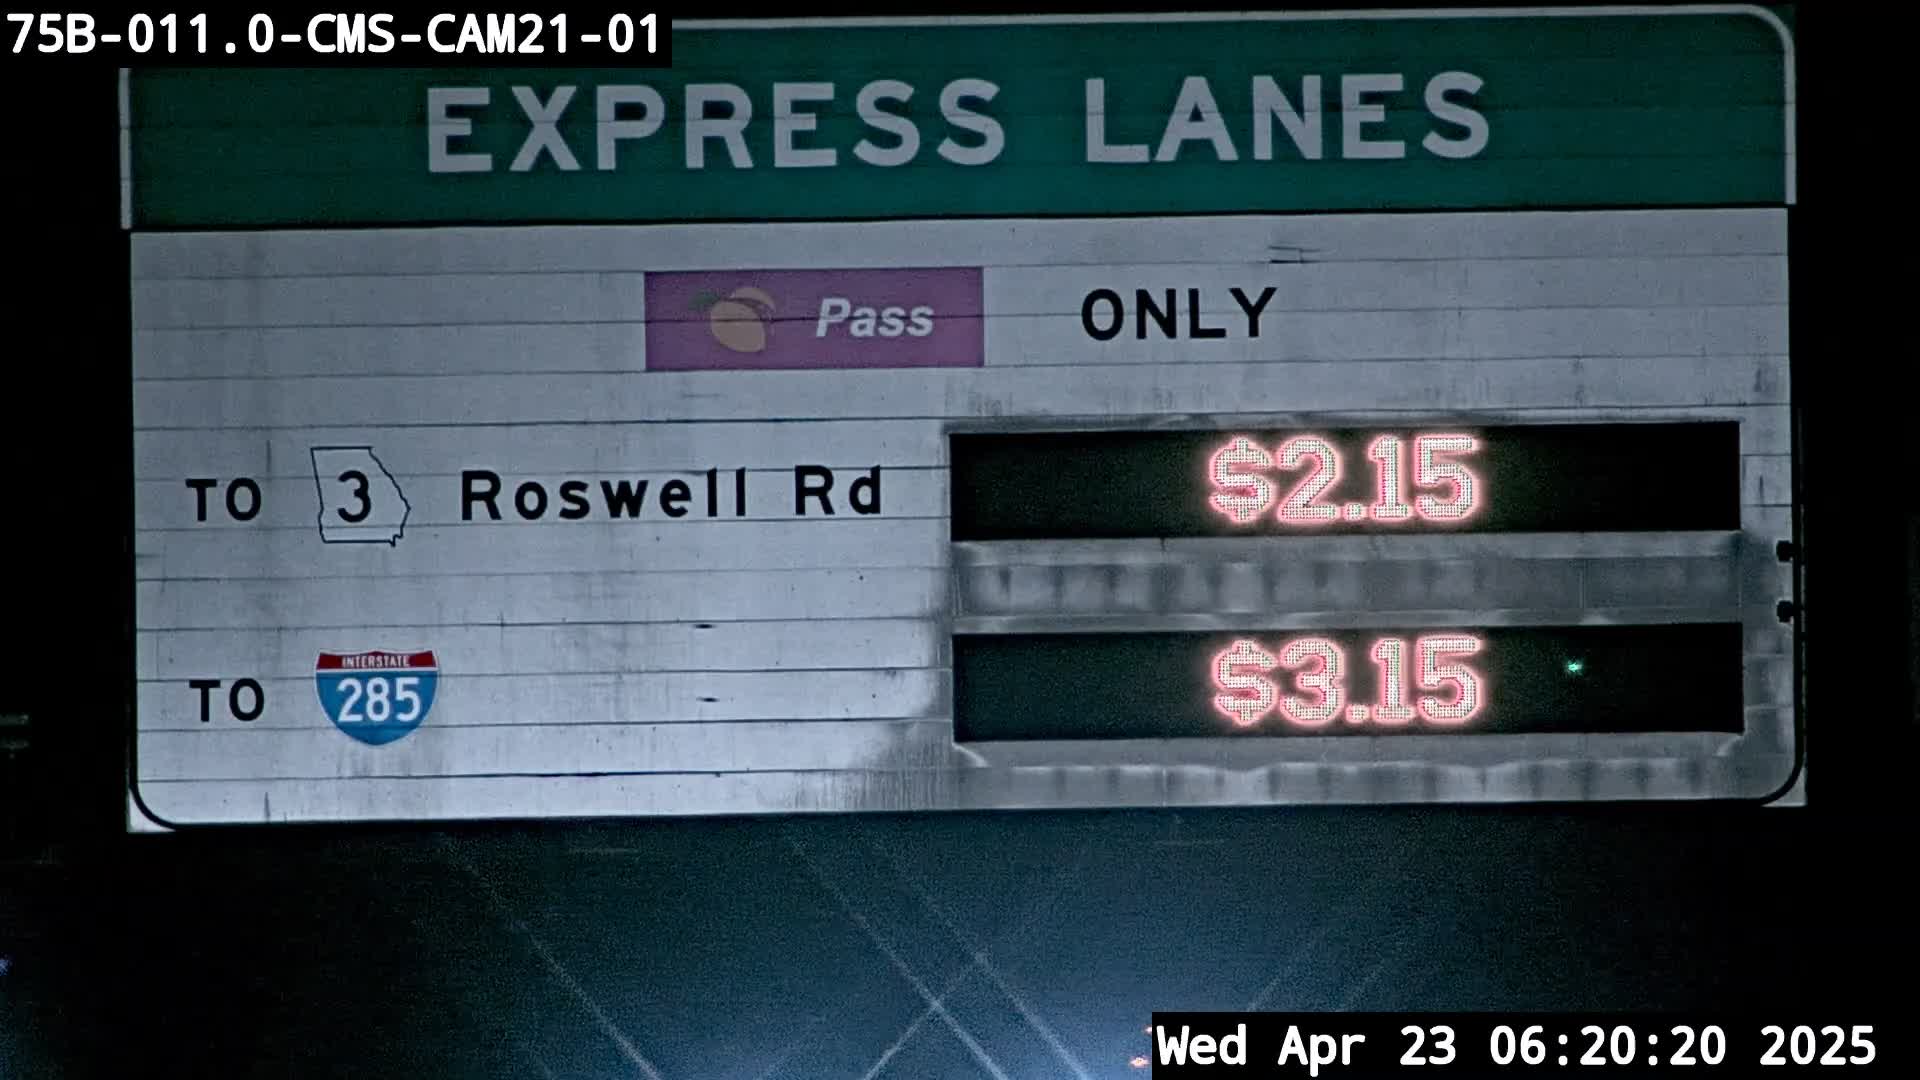 75B-011.0-CMS-CAM21-01
EXPRESS LANES
Pass ONLY
TO 3 Roswell Rd $2.15
TO INTERSTATE 285 $3.15
Wed Apr 23 06:20:20 2025